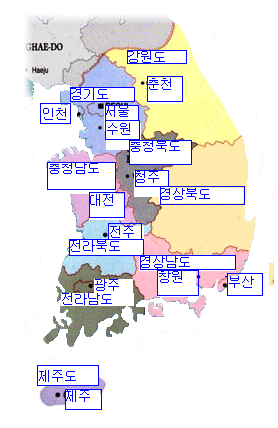 GHAE-DO
Haeju
강원도
춘천
경기도
인천
서울
수원
충청북도
충청남도
청주
대전
경상북도
전주
전라북도
경상남도
창원
부산
광주
전라남도
제주도
제주